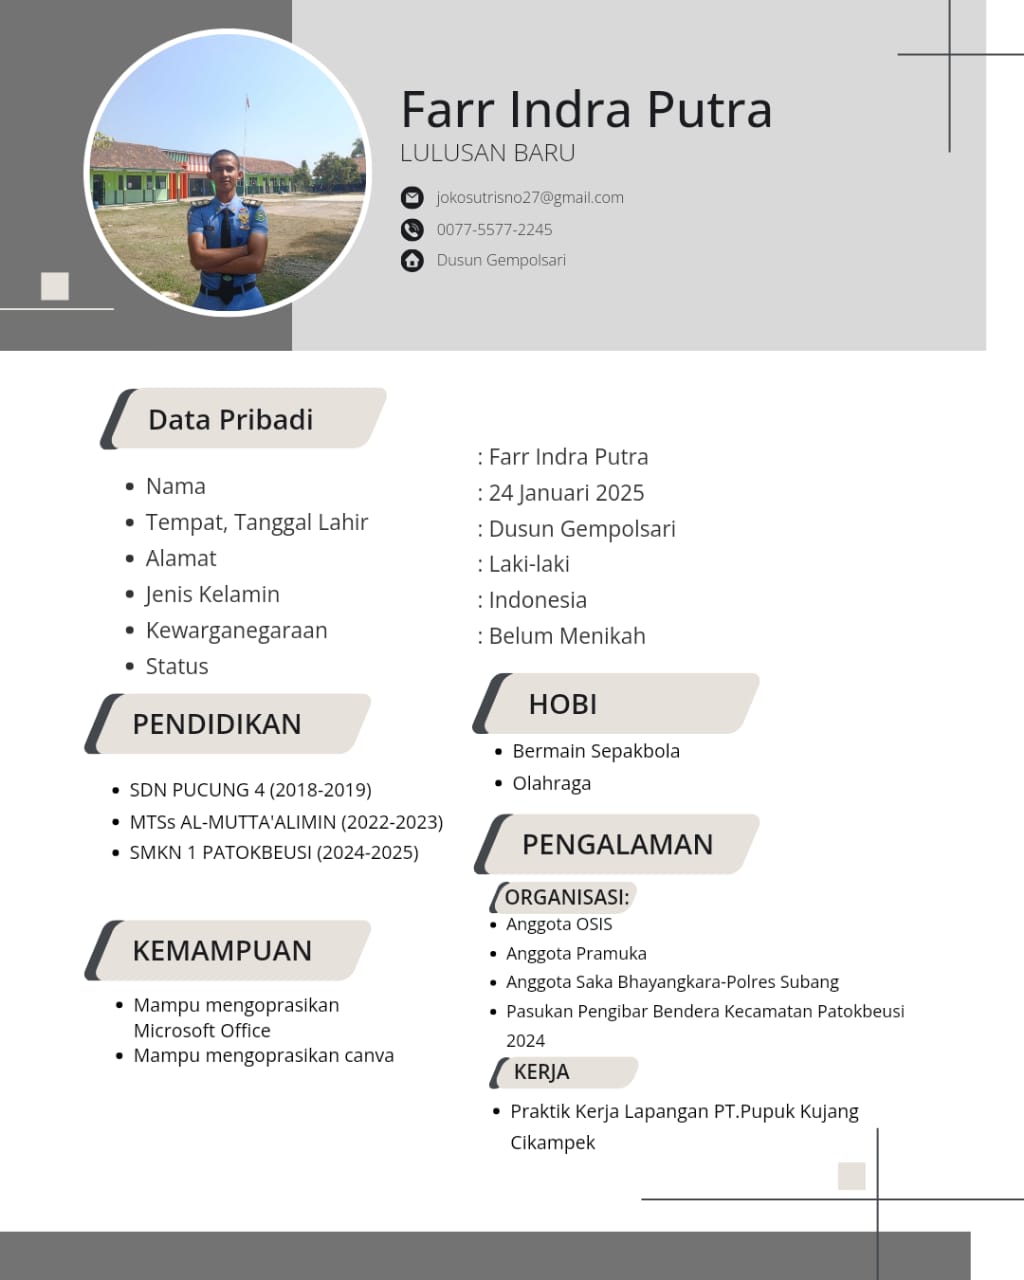 Farr Indra Putra
LULUSAN BARU
jokosutrisno27@gmail.com
0077-5577-2245
Dusun Gempolsari
Data Pribadi
Nama
Tempat, Tanggal Lahir
Alamat
Jenis Kelamin
Kewarganegaraan
Status
: Farr Indra Putra
: 24 Januari 2025
: Dusun Gempolsari
: Laki-laki
: Indonesia
: Belum Menikah
PENDIDIKAN
SDN PUCUNG 4 (2018-2019)
MTSs AL-MUTTA'ALIMIN (2022-2023)
SMKN 1 PATOKBEUSI (2024-2025)
KEMAMPUAN
Mampu mengoprasikan
Microsoft Office
Mampu mengoprasikan canva
HOBI
Bermain Sepakbola
Olahraga
PENGALAMAN
ORGANISASI:
Anggota OSIS
Anggota Pramuka
Anggota Saka Bhayangkara-Polres Subang
Pasukan Pengibar Bendera Kecamatan Patokbeusi
2024
KERJA
Praktik Kerja Lapangan PT.Pupuk Kujang
Cikampek